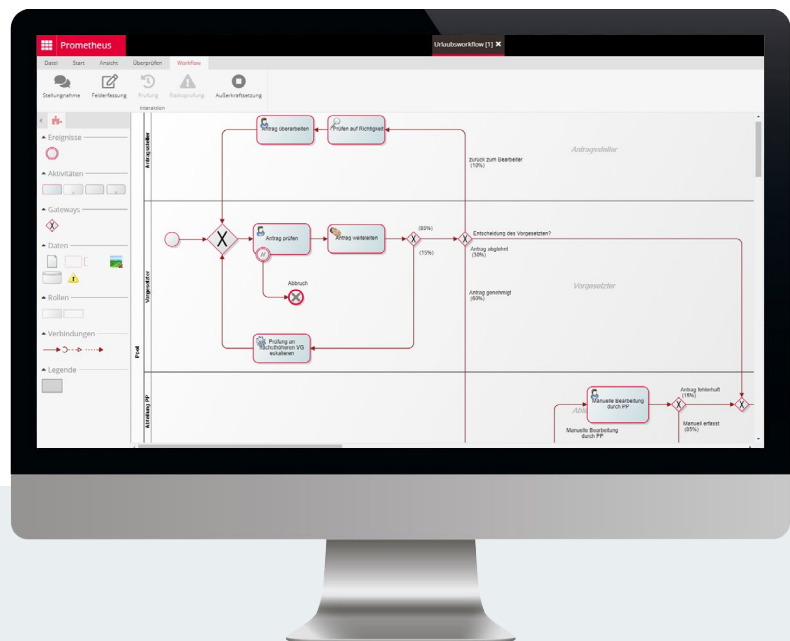 Prometheus
Urlaubsworkflow [1] ✖
Datei Start Ansicht Überprüfen Workflow
Stellungnahme Felderfassung Prüfung Risikoprüfung Außerkraftsetzung
Interaktion
Ereignisse
Aktivitäten
Gateways
Daten
Rollen
Verbindungen
Legende
Pool
Antragssteller
Antrag überarbeiten
Prüfen auf Richtigkeit
zurück zum Bearbeiter
(10%)
Antragssteller
Vorgesetzter
Antrag prüfen
Antrag weiterleiten
(85%)
(15%)
Entscheidung des Vorgesetzten?
Antrag abgelehnt
(30%)
Antrag genehmigt
(60%)
Abbruch
Vorgesetzter
Prüfung an
nächsthöheren VG
eskalieren
Abteilung PP
Manuelle Bearbeitung
durch PP
Antrag fehlerhaft
(15%)
Manuell erfasst
(85%)
Manuelle Bearbeitung
durch PP